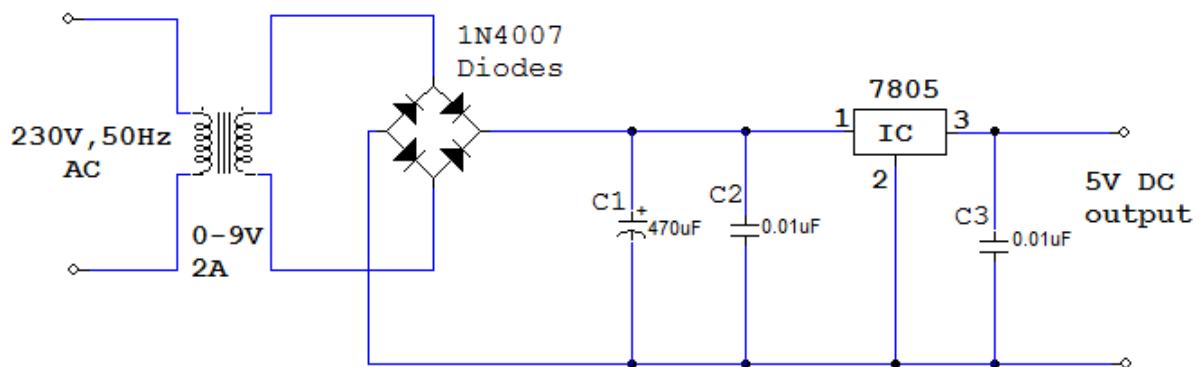 1N4007
Diodes
230V,50Hz
AC
0-9V
2A
C1
+
470uF
C2
0.01uF
7805
1
IC
3
2
C3
0.01uF
5V DC
output